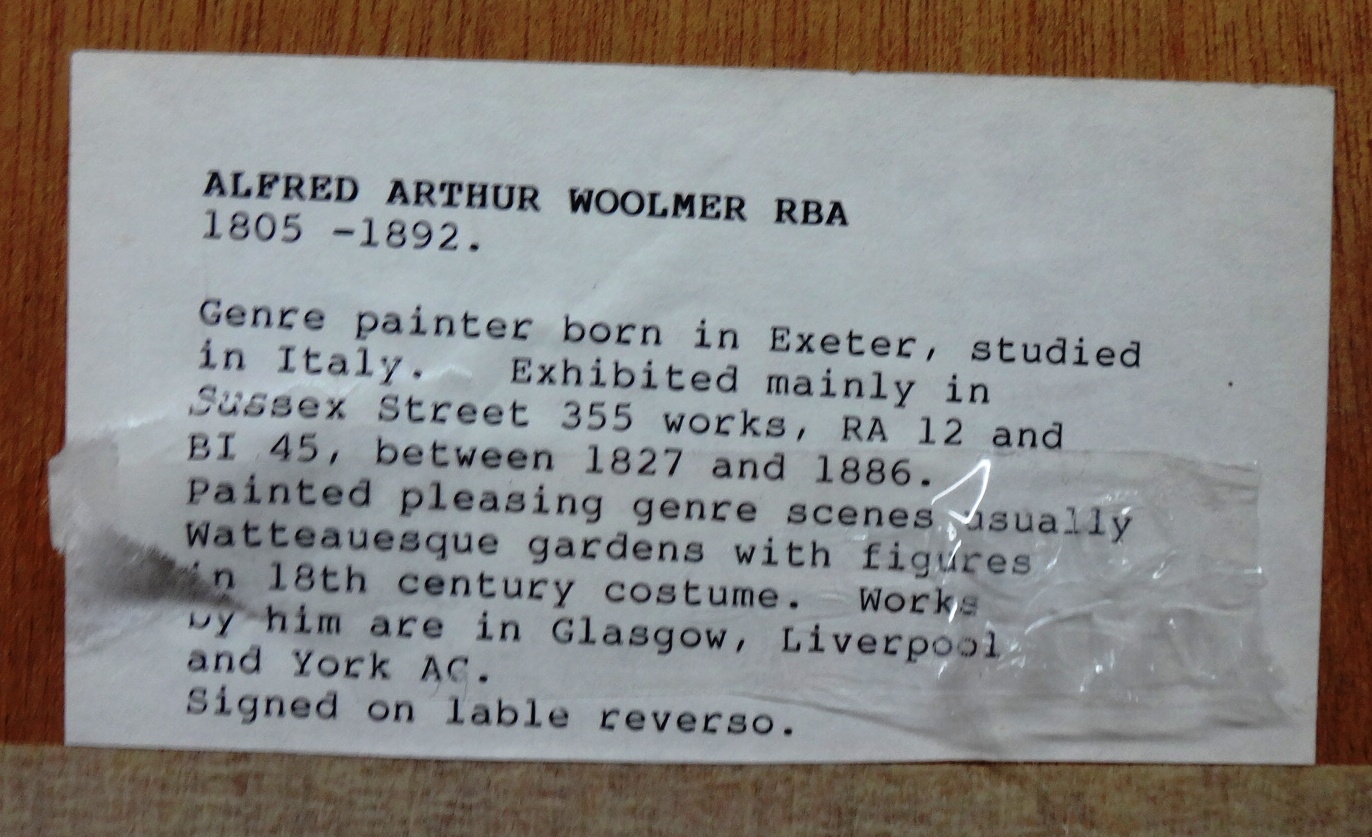 ALFRED ARTHUR WOOLMER RBA
1805 -1892.
Genre painter born in Exeter, studied
in Italy. Exhibited mainly in
Sussex Street 355 works, RA 12 and
BI 45, between 1827 and 1886.
Painted pleasing genre scenes usually
Watteauesque gardens with figures
in 18th century costume. Works
by him are in Glasgow, Liverpool
and York AC.
Signed on lable reverso.